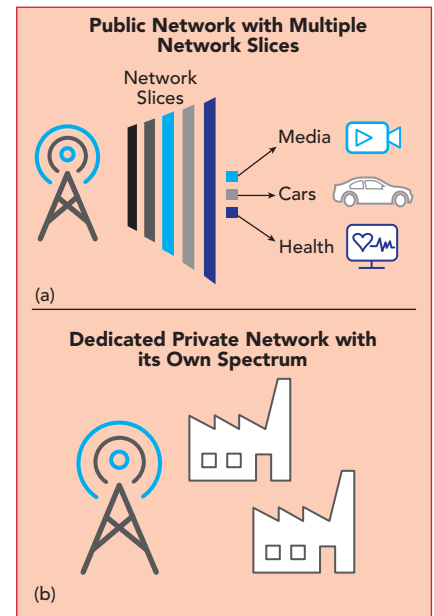 Public Network with Multiple
Network Slices
Network
Slices
Media
Cars
Health
(a)
Dedicated Private Network with
its Own Spectrum
(b)